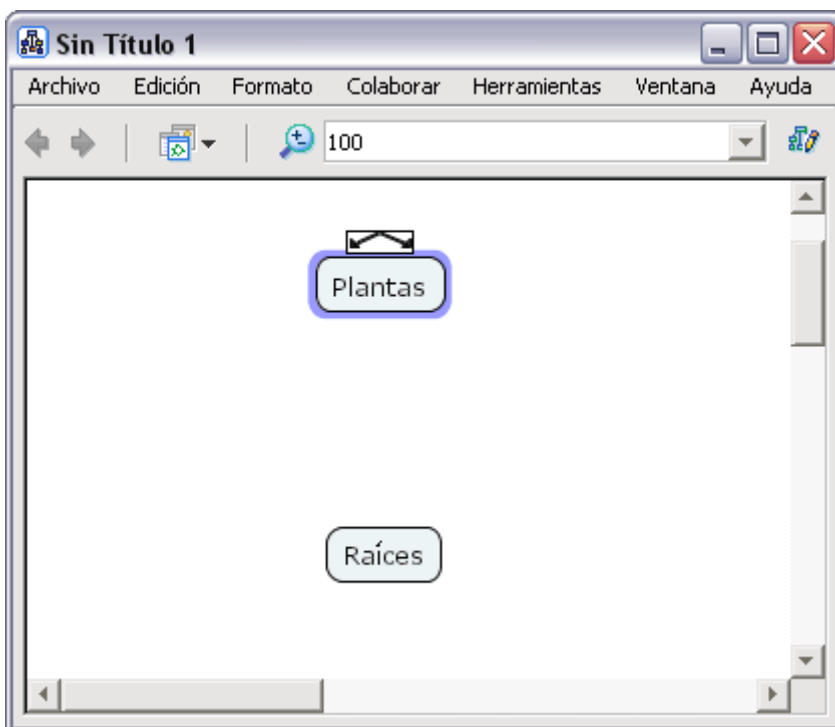 Sin Título 1
Archivo Edición Formato Colaborar Herramientas Ventana Ayuda
100
Plantas
Raíces